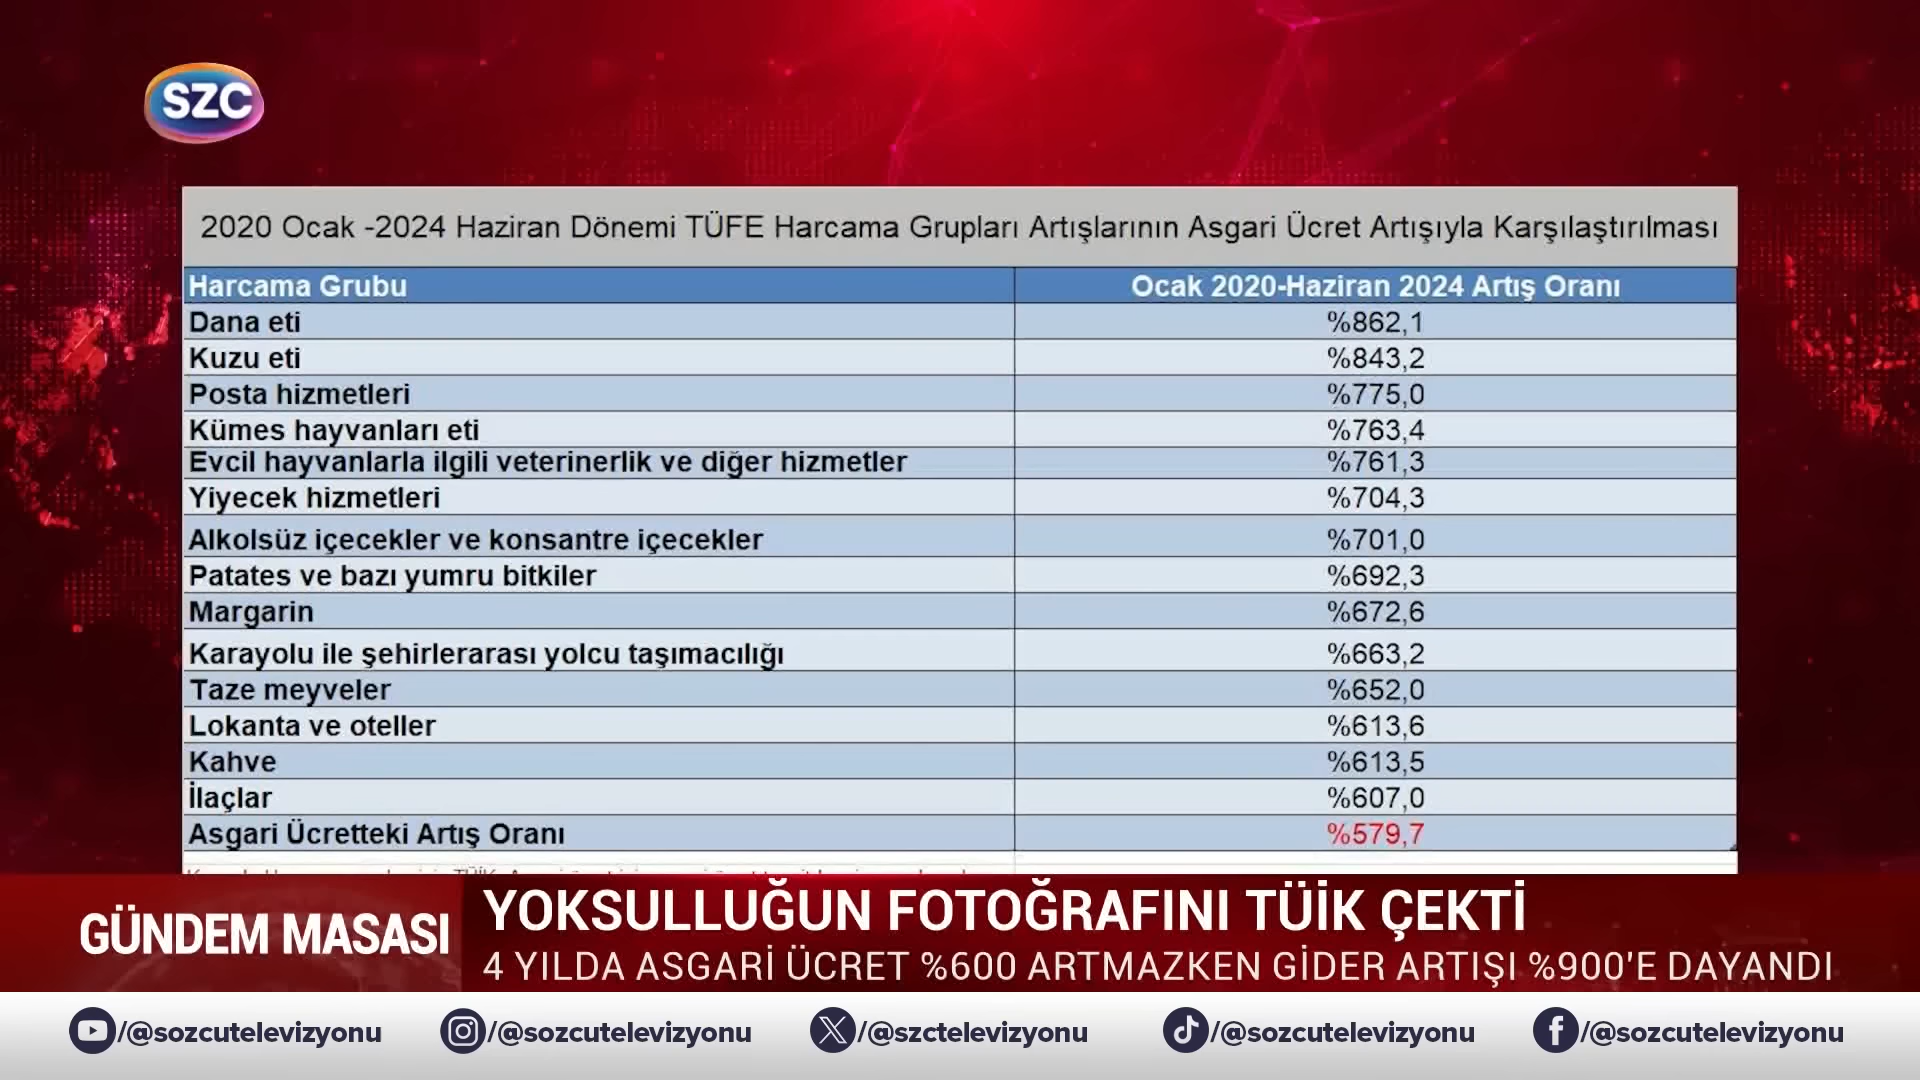 SZC
2020 Ocak -2024 Haziran Dönemi TÜFE Harcama Grupları Artışlarının Asgari Ücret Artışıyla Karşılaştırılması
Harcama Grubu Ocak 2020-Haziran 2024 Artış Oranı
Dana eti %862,1
Kuzu eti %843,2
Posta hizmetleri %775,0
Kümes hayvanları eti %763,4
Evcil hayvanlarla ilgili veterinerlik ve diğer hizmetler %761,3
Yiyecek hizmetleri %704,3
Alkolsüz içecekler ve konsantre içecekler %701,0
Patates ve bazı yumru bitkiler %692,3
Margarin %672,6
Karayolu ile şehirlerarası yolcu taşımacılığı %663,2
Taze meyveler %652,0
Lokanta ve oteller %613,6
Kahve %613,5
İlaçlar %607,0
Asgari Ücretteki Artış Oranı %579,7
GÜNDEM MASASI
YOKSULLUĞUN FOTOĞRAFINI TÜİK ÇEKTİ
4 YILDA ASGARİ ÜCRET %600 ARTMAZKEN GİDER ARTIŞI %900'E DAYANDI
/@sozcutelevizyonu /@sozcutelevizyonu /@szctelevizyonu /@sozcutelevizyonu /@sozcutelevizyonu